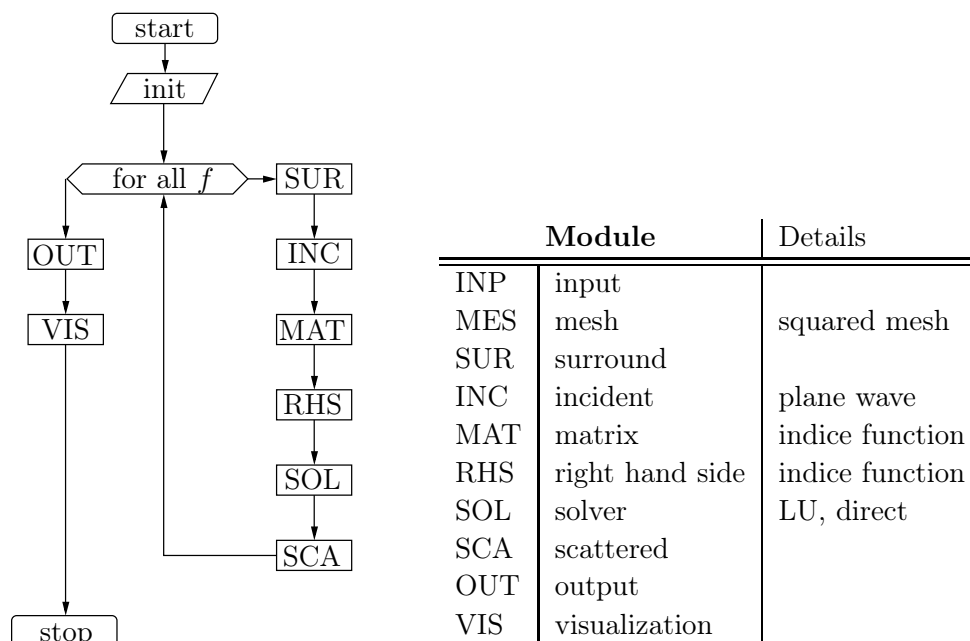 start
init
for all f
SUR
OUT
INC
VIS
MAT
RHS
SOL
SCA
stop
Module Details
INP input
MES mesh squared mesh
SUR surround
INC incident plane wave
MAT matrix indice function
RHS right hand side indice function
SOL solver LU, direct
SCA scattered
OUT output
VIS visualization